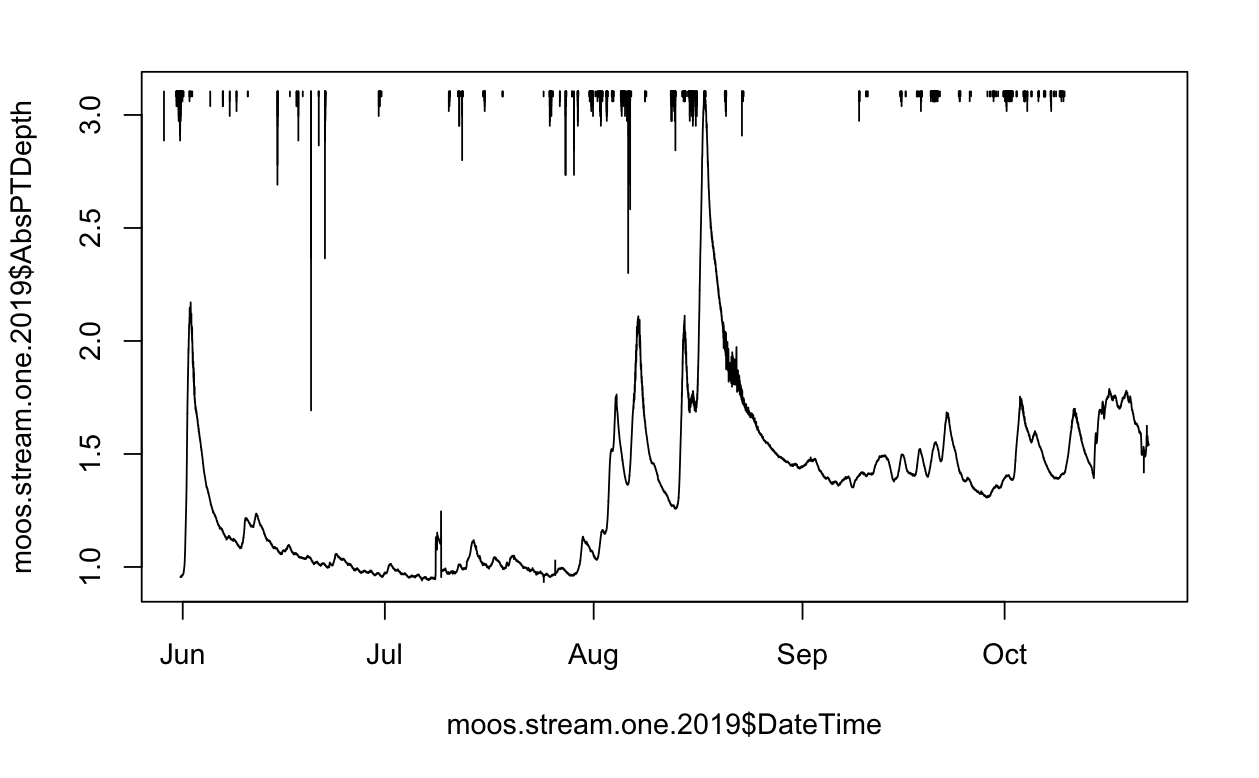 moos.stream.one.2019$AbsPTDepth
3.0
2.5
2.0
1.5
1.0
Jun Jul Aug Sep Oct
moos.stream.one.2019$DateTime